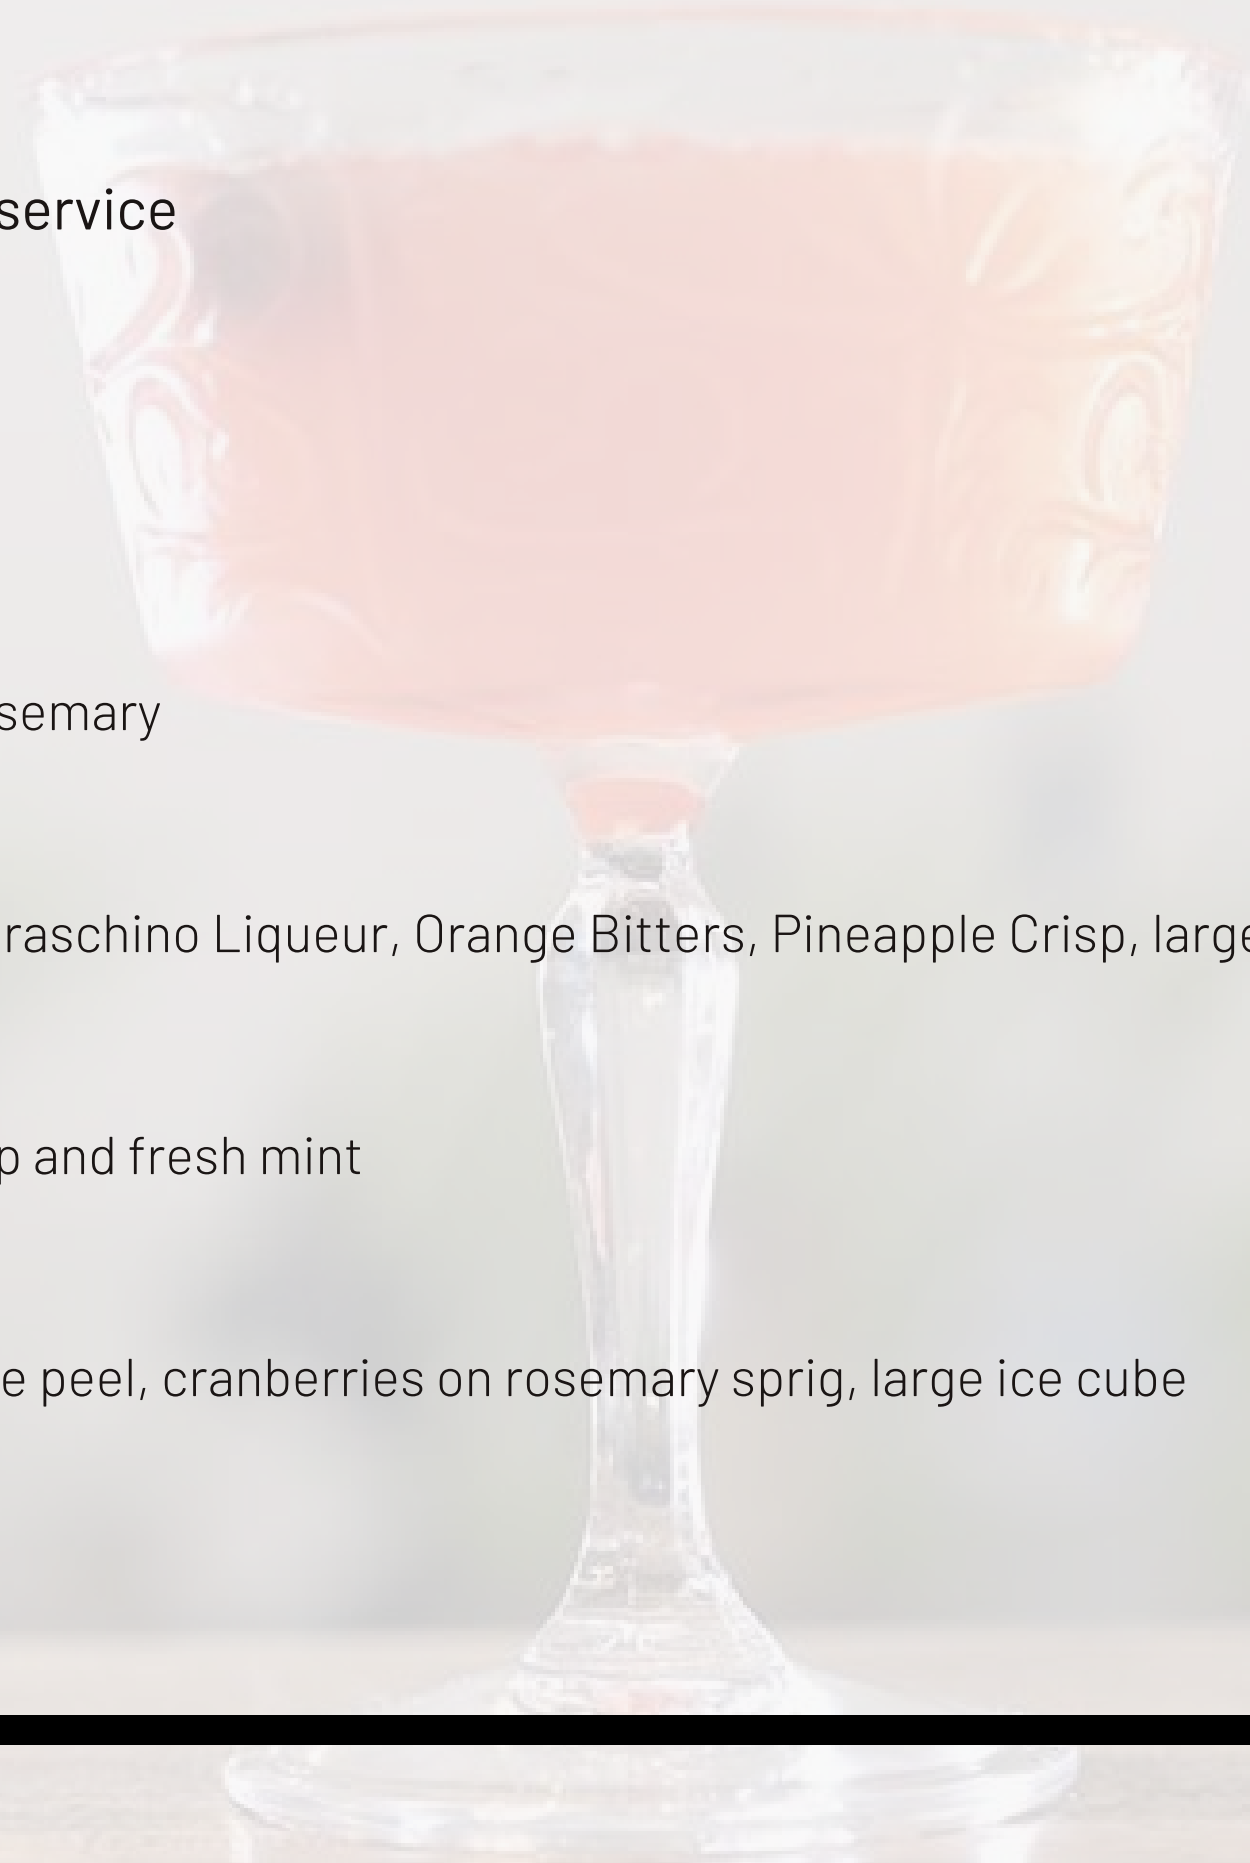 service
semary
raschino Liqueur, Orange Bitters, Pineapple Crisp, large
p and fresh mint
e peel, cranberries on rosemary sprig, large ice cube